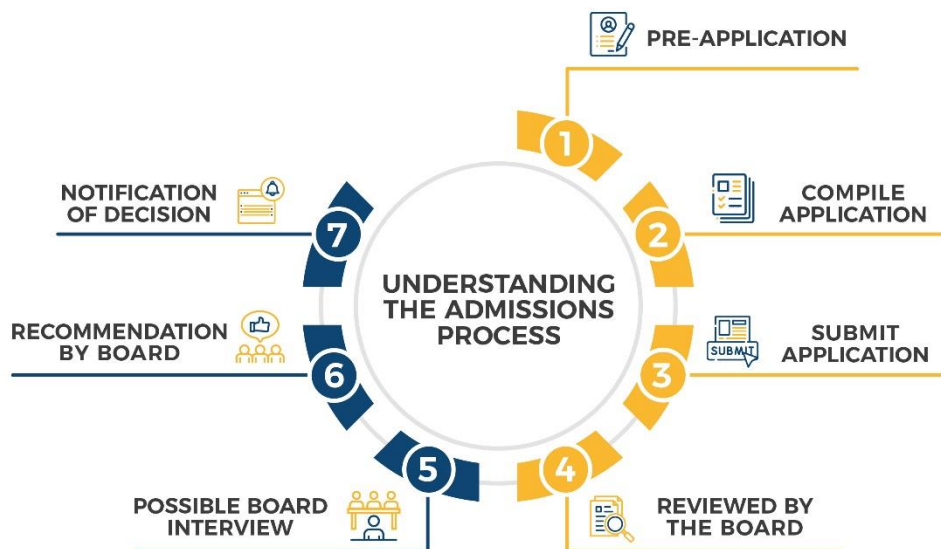 UNDERSTANDING
THE ADMISSIONS
PROCESS
1
PRE-APPLICATION
2
COMPILE
APPLICATION
3
SUBMIT
SUBMIT
APPLICATION
4
REVIEWED BY
THE BOARD
5
POSSIBLE BOARD
INTERVIEW
6
RECOMMENDATION
BY BOARD
7
NOTIFICATION
OF DECISION